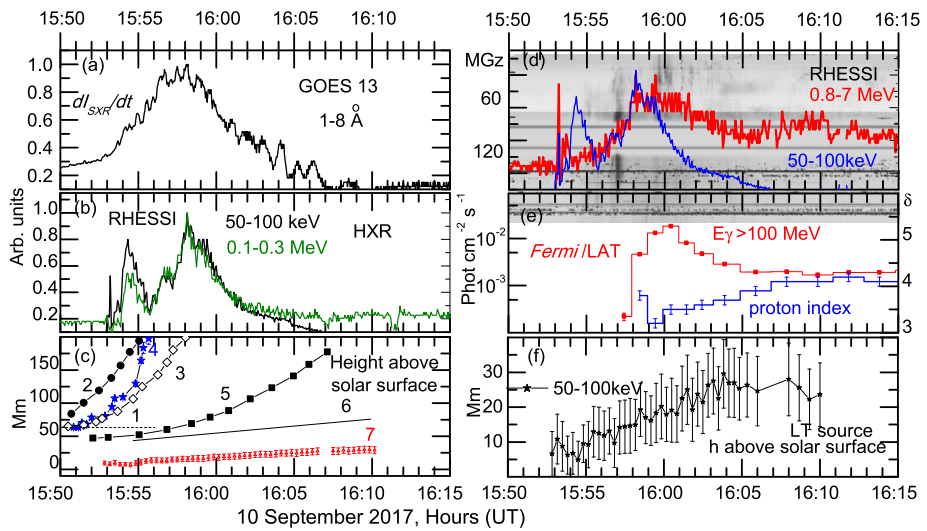 15:50 15:55 16:00 16:05 16:10
15:50 15:55 16:00 16:05 16:10 16:15
(a)
GOES 13
dI_SXR/dt
1-8 Å
1.0
0.8
0.6
0.4
0.2
(b)
RHESSI
50-100 keV
0.1-0.3 MeV
HXR
Arb. units
1.0
0.8
0.6
0.4
0.2
(c)
Height above
solar surface
Mm
150
100
50
0
1
2
3
4
5
6
7
15:50 15:55 16:00 16:05 16:10 16:15
10 September 2017, Hours (UT)
(d)
MGz
60
120
RHESSI
0.8-7 MeV
50-100keV
(e)
Fermi /LAT
Eγ >100 MeV
proton index
Phot cm⁻² s⁻¹
10⁻²
10⁻³
δ
5
4
3
(f)
50-100keV
LT source
h above solar surface
Mm
30
20
10
15:50 15:55 16:00 16:05 16:10 16:15